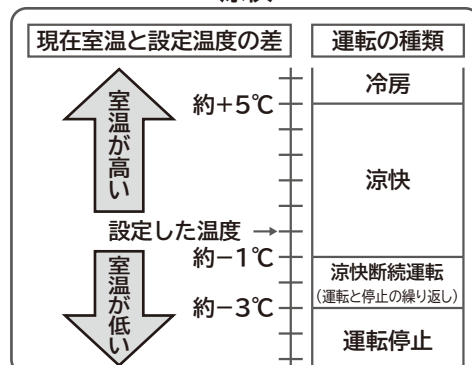 現在室温と設定温度の差
運転の種類
室温が高い
約+5℃
冷房
涼快
設定した温度 →
約−1℃
室温が低い
涼快断続運転
(運転と停止の繰り返し)
約−3℃
運転停止